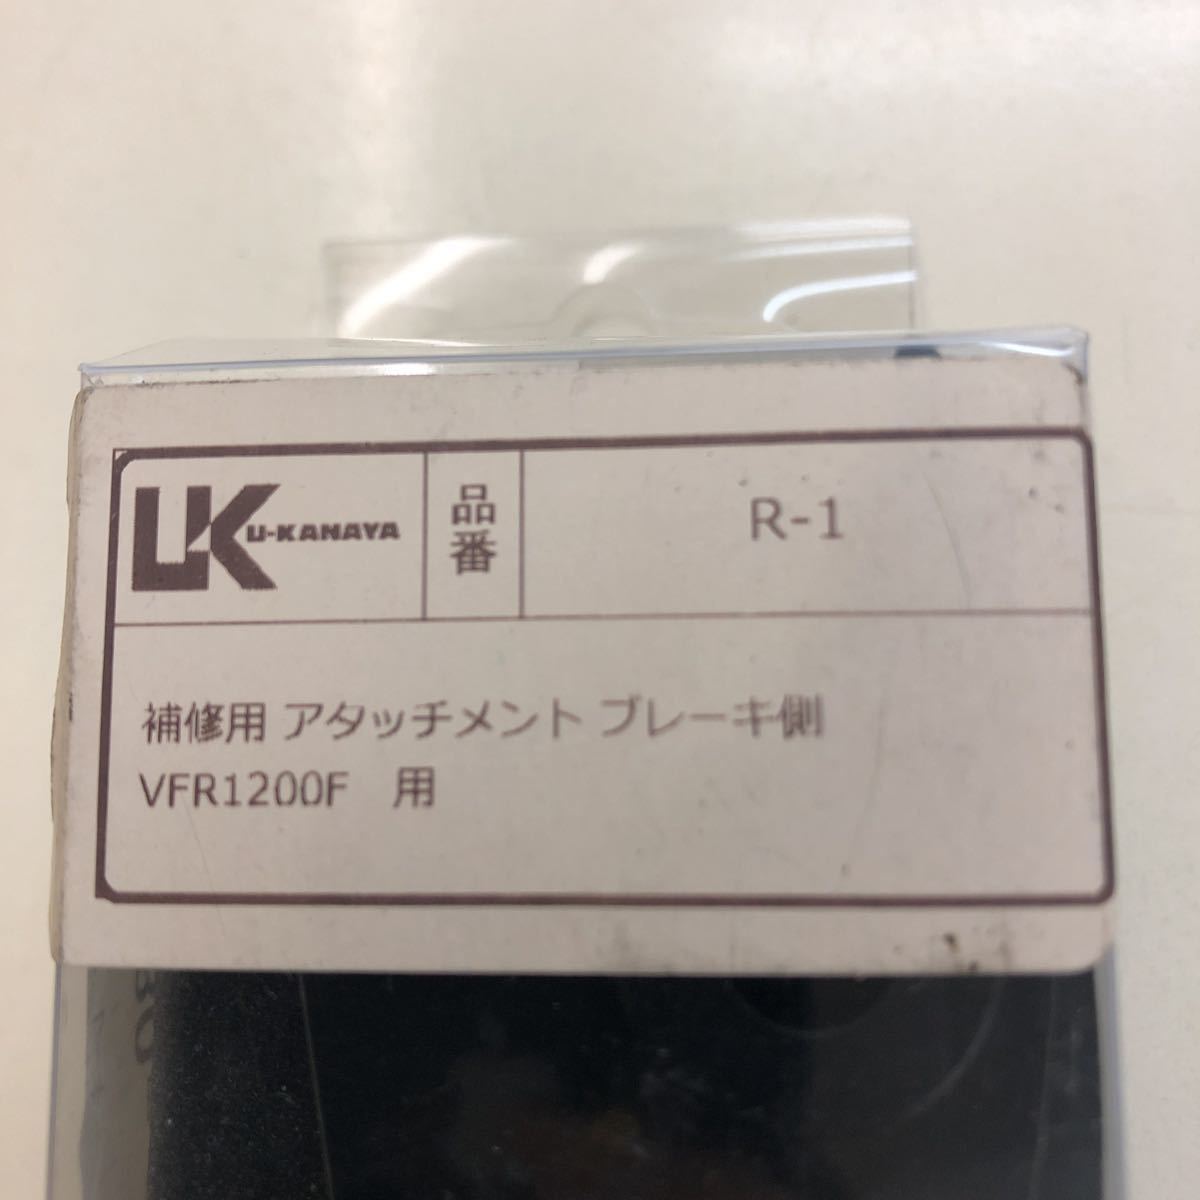 UK U-KANAYA
品番
R-1
補修用 アタッチメント ブレーキ側
VFR1200F 用